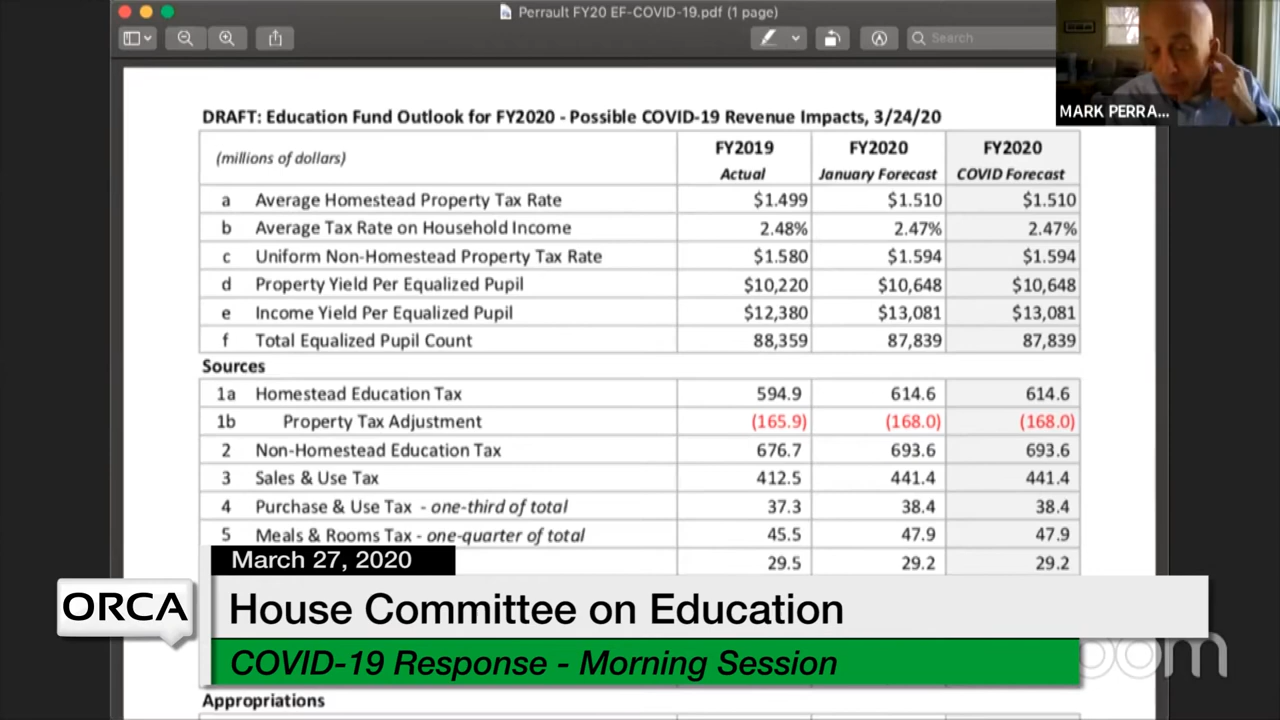 Perrault FY20 EF-COVID-19.pdf (1 page)
Search
MARK PERRA...
DRAFT: Education Fund Outlook for FY2020 - Possible COVID-19 Revenue Impacts, 3/24/20
(millions of dollars) FY2019 Actual FY2020 January Forecast FY2020 COVID Forecast
a Average Homestead Property Tax Rate $1.499 $1.510 $1.510
b Average Tax Rate on Household Income 2.48% 2.47% 2.47%
c Uniform Non-Homestead Property Tax Rate $1.580 $1.594 $1.594
d Property Yield Per Equalized Pupil $10,220 $10,648 $10,648
e Income Yield Per Equalized Pupil $12,380 $13,081 $13,081
f Total Equalized Pupil Count 88,359 87,839 87,839
Sources
1a Homestead Education Tax 594.9 614.6 614.6
1b Property Tax Adjustment (165.9) (168.0) (168.0)
2 Non-Homestead Education Tax 676.7 693.6 693.6
3 Sales & Use Tax 412.5 441.4 441.4
4 Purchase & Use Tax - one-third of total 37.3 38.4 38.4
5 Meals & Rooms Tax - one-quarter of total 45.5 47.9 47.9
29.5 29.2 29.2
March 27, 2020
ORCA
House Committee on Education
COVID-19 Response - Morning Session
Appropriations